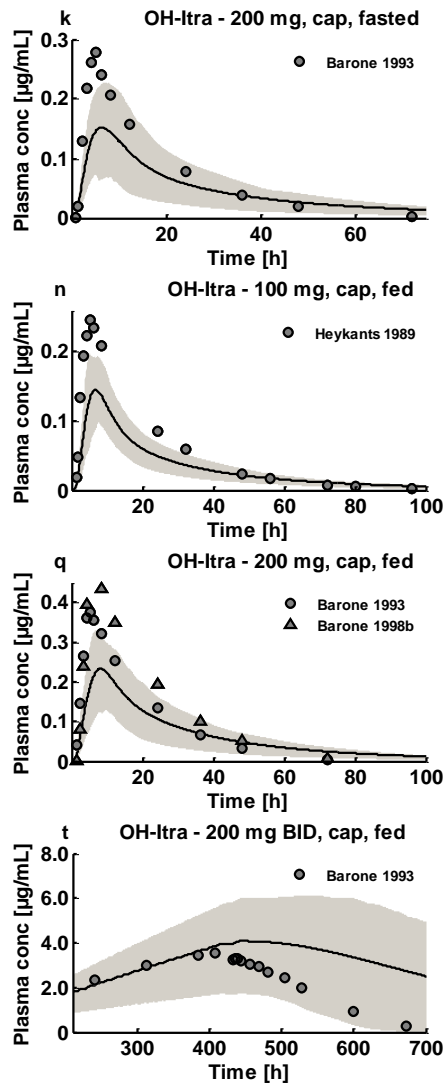 k OH-Itra - 200 mg, cap, fasted
Plasma conc [µg/mL]
0.3
0.2
0.1
0
Barone 1993
20 40 60
Time [h]
n OH-Itra - 100 mg, cap, fed
Plasma conc [µg/mL]
0.2
0.1
0
Heykants 1989
20 40 60 80 100
Time [h]
q OH-Itra - 200 mg, cap, fed
Plasma conc [µg/mL]
0.5
0.4
0.3
0.2
0.1
0
Barone 1993
Barone 1998b
20 40 60 80 100
Time [h]
t OH-Itra - 200 mg BID, cap, fed
Plasma conc [µg/mL]
8.0
6.0
4.0
2.0
0
Barone 1993
300 400 500 600 700
Time [h]